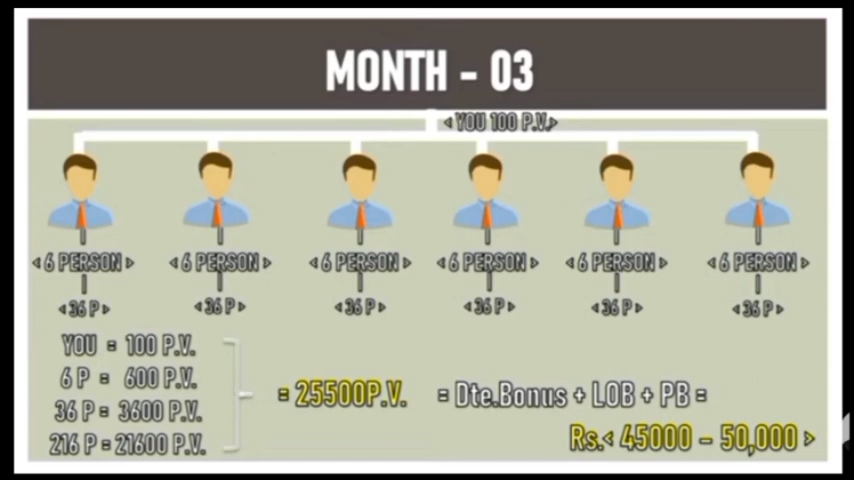 MONTH - 03
YOU 100 P.V.
6 PERSON 6 PERSON 6 PERSON 6 PERSON 6 PERSON 6 PERSON
36 P 36 P 36 P 36 P 36 P 36 P
YOU = 100 P.V.
6 P = 600 P.V.
36 P = 3600 P.V.
216 P = 21600 P.V.
= 25500P.V. = Dte.Bonus + LOB + PB =
Rs.< 45000 - 50,000 >